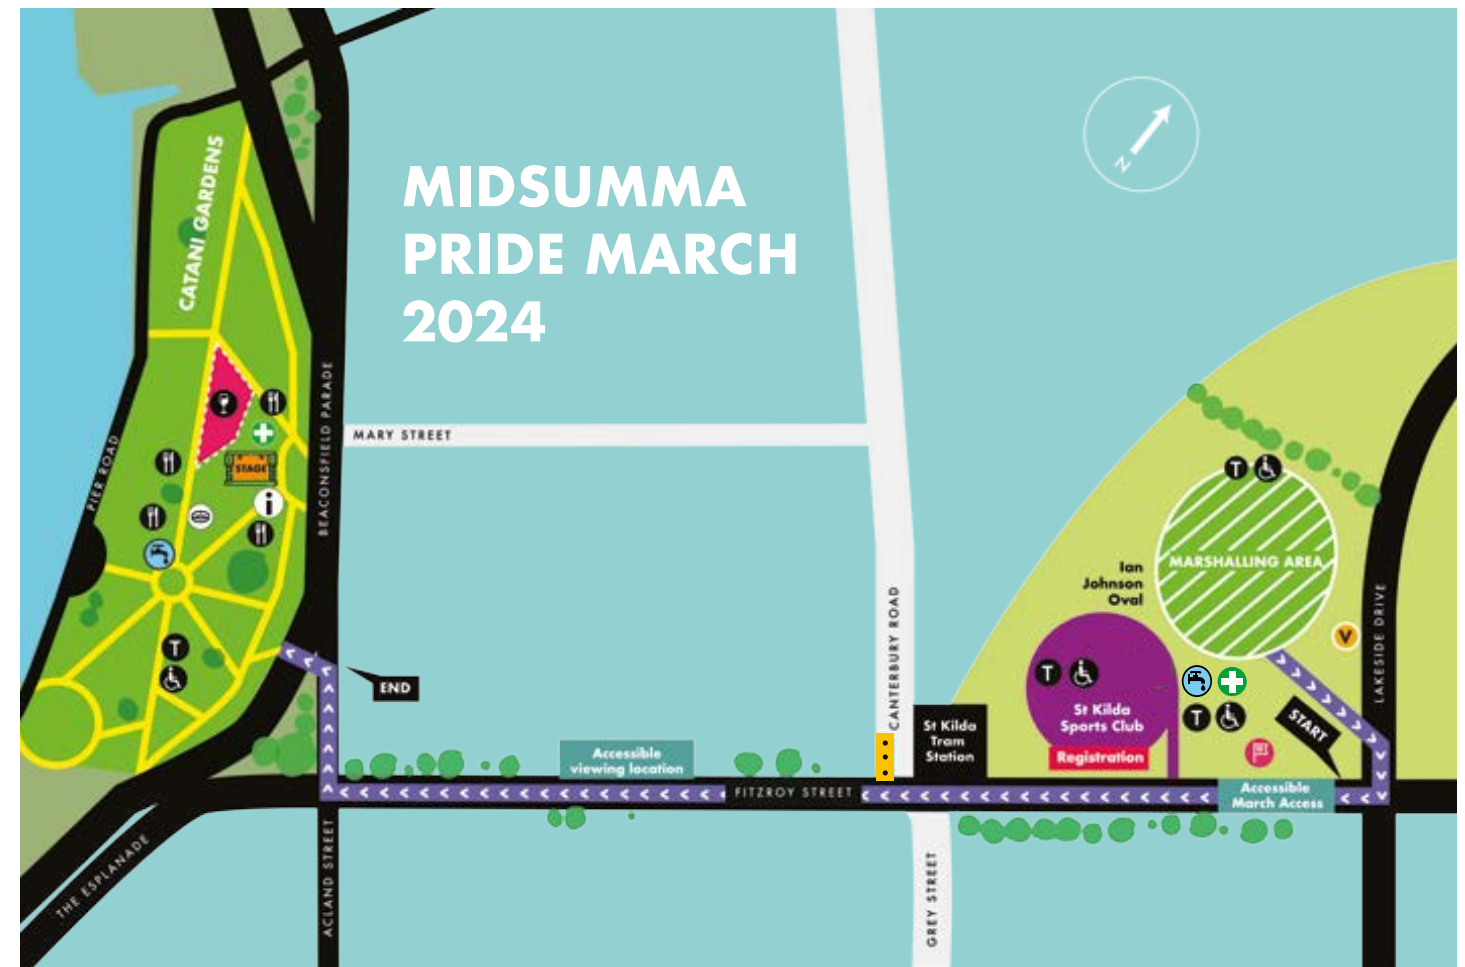 MIDSUMMA
PRIDE MARCH
2024
N
CATANI GARDENS
PIER ROAD
BEACONSFIELD PARADE
MARY STREET
STAGE
i
T
END
THE ESPLANADE
ACLAND STREET
Accessible
viewing location
FITZROY STREET
CANTERBURY ROAD
GREY STREET
St Kilda
Tram
Station
Ian
Johnson
Oval
T
MARSHALLING AREA
V
LAKESIDE DRIVE
T
St Kilda
Sports Club
Registration
T
START
Accessible
March Access